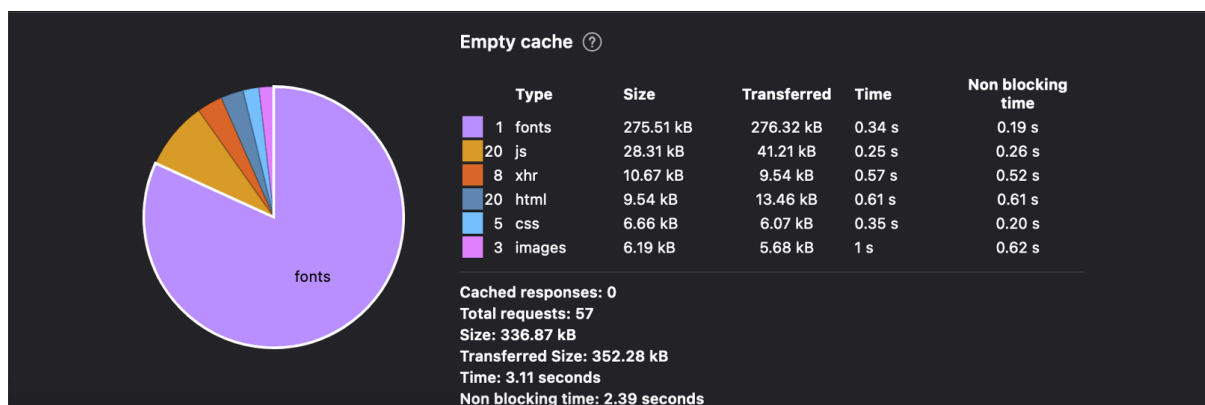 Empty cache ?
Type Size Transferred Time Non blocking time
1 fonts 275.51 kB 276.32 kB 0.34 s 0.19 s
20 js 28.31 kB 41.21 kB 0.25 s 0.26 s
8 xhr 10.67 kB 9.54 kB 0.57 s 0.52 s
20 html 9.54 kB 13.46 kB 0.61 s 0.61 s
5 css 6.66 kB 6.07 kB 0.35 s 0.20 s
3 images 6.19 kB 5.68 kB 1 s 0.62 s
fonts
Cached responses: 0
Total requests: 57
Size: 336.87 kB
Transferred Size: 352.28 kB
Time: 3.11 seconds
Non blocking time: 2.39 seconds